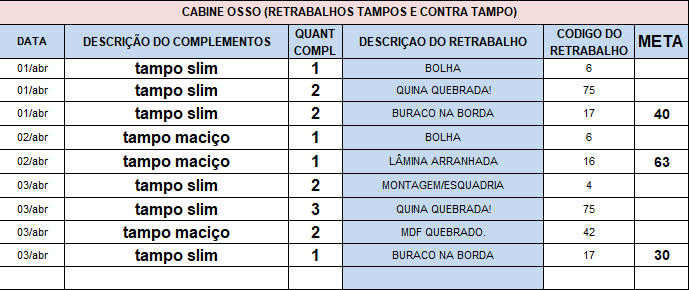 CABINE OSSO (RETRABALHOS TAMPOS E CONTRA TAMPO)
DATA DESCRIÇÃO DO COMPLEMENTOS QUANT COMPL DESCRIÇAO DO RETRABALHO CODIGO DO RETRABALHO META
01/abr tampo slim 1 BOLHA 6
01/abr tampo slim 2 QUINA QUEBRADA! 75
01/abr tampo slim 2 BURACO NA BORDA 17 40
02/abr tampo maciço 1 BOLHA 6
02/abr tampo maciço 1 LÂMINA ARRANHADA 16 63
03/abr tampo slim 2 MONTAGEM/ESQUADRIA 4
03/abr tampo slim 3 QUINA QUEBRADA! 75
03/abr tampo maciço 2 MDF QUEBRADO. 42
03/abr tampo slim 1 BURACO NA BORDA 17 30